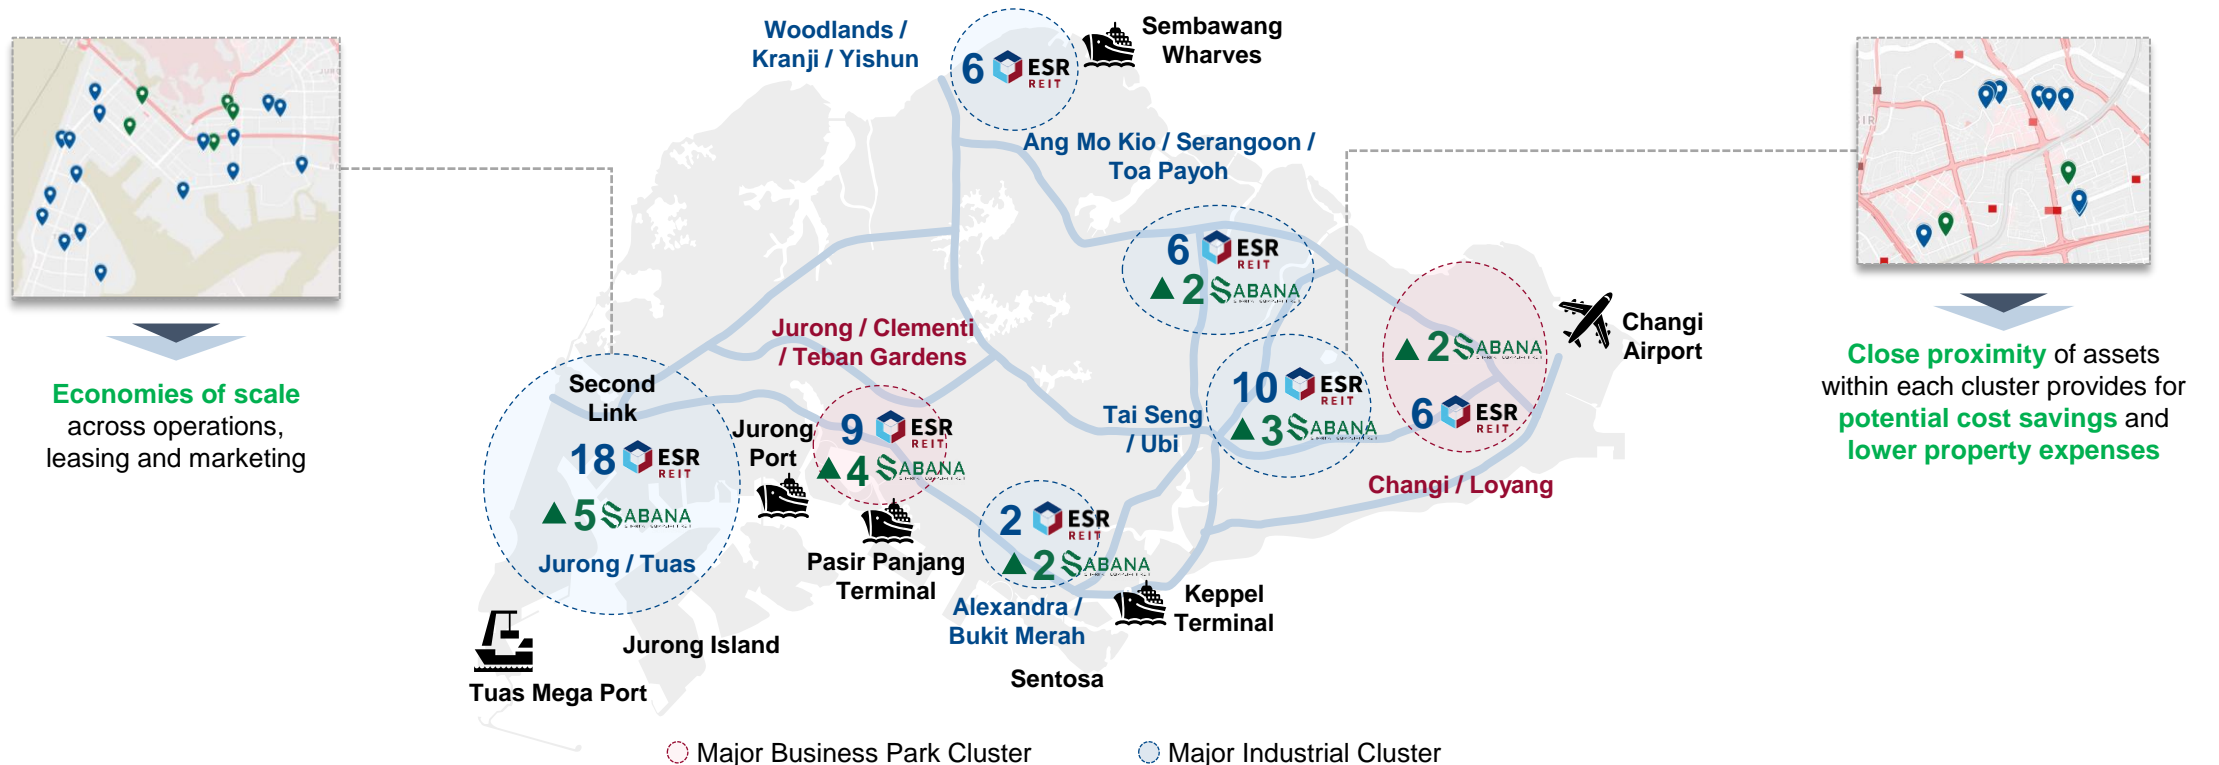 Woodlands /
Kranji / Yishun
6 ESR
REIT
Sembawang
Wharves
Ang Mo Kio / Serangoon /
Toa Payoh
6 ESR
REIT
▲ 2 SABANA
Jurong / Clementi
/ Teban Gardens
9 ESR
REIT
▲ 4 SABANA
Second
Link
18 ESR
REIT
▲ 5 SABANA
Jurong / Tuas
Jurong
Port
Pasir Panjang
Terminal
Tai Seng
/ Ubi
10 ESR
REIT
▲ 3 SABANA
▲ 2 SABANA
6 ESR
REIT
Changi / Loyang
Changi
Airport
2 ESR
REIT
▲ 2 SABANA
Alexandra /
Bukit Merah
Keppel
Terminal
Jurong Island
Sentosa
Tuas Mega Port
Economies of scale
across operations,
leasing and marketing
Close proximity of assets
within each cluster provides for
potential cost savings and
lower property expenses
Major Business Park Cluster
Major Industrial Cluster